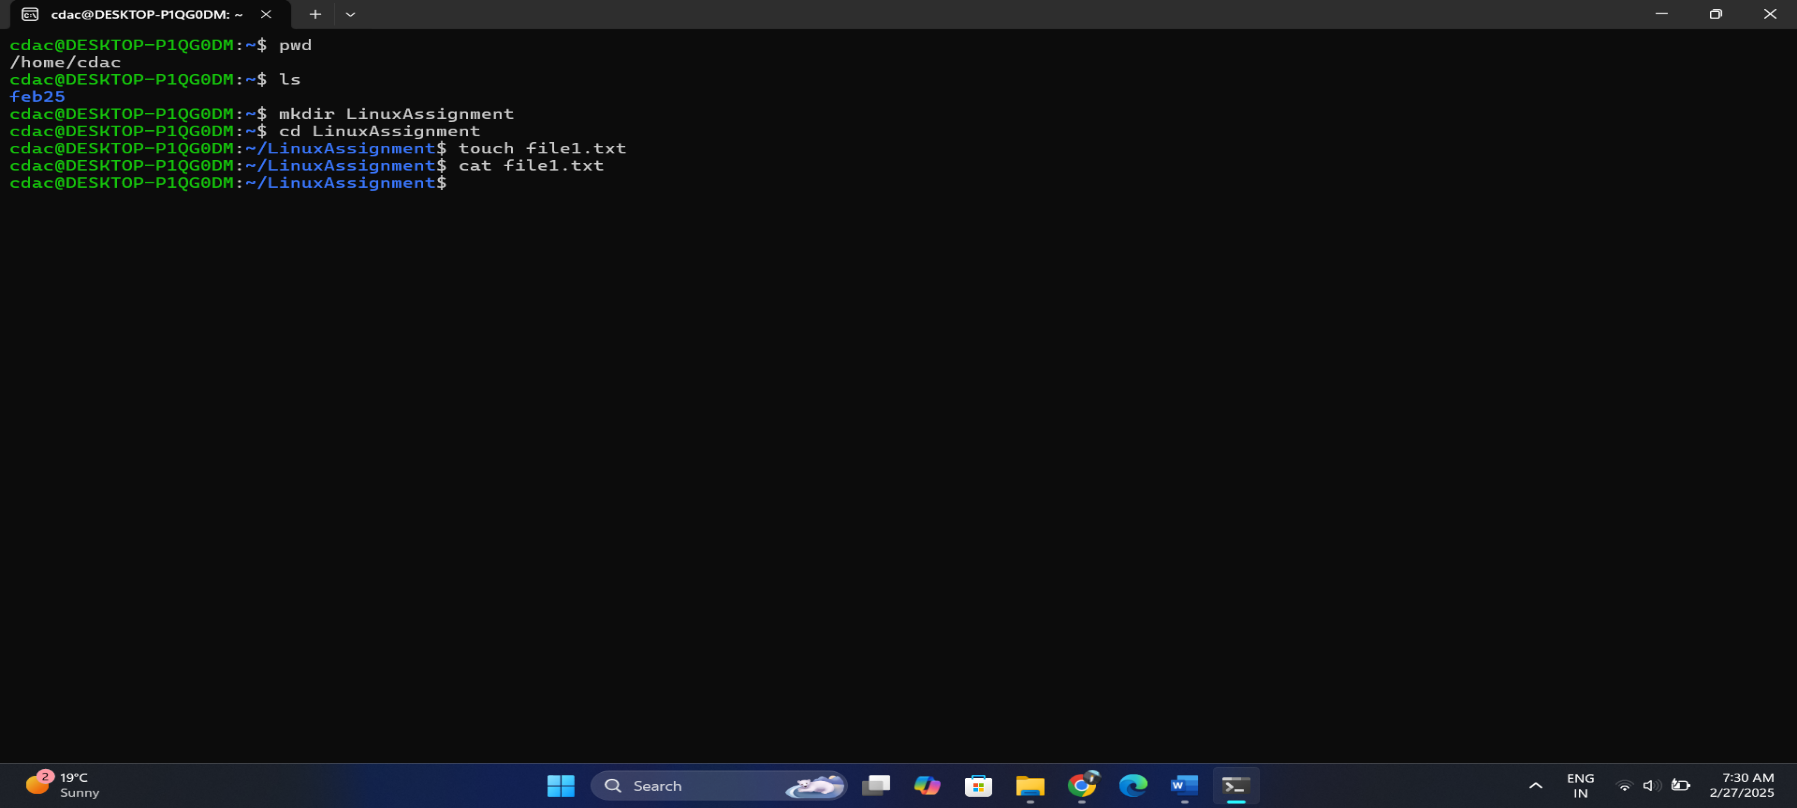 cdac@DESKTOP-P1QG0DM: ~
cdac@DESKTOP-P1QG0DM:~$ pwd
/home/cdac
cdac@DESKTOP-P1QG0DM:~$ ls
feb25
cdac@DESKTOP-P1QG0DM:~$ mkdir LinuxAssignment
cdac@DESKTOP-P1QG0DM:~$ cd LinuxAssignment
cdac@DESKTOP-P1QG0DM:~/LinuxAssignment$ touch file1.txt
cdac@DESKTOP-P1QG0DM:~/LinuxAssignment$ cat file1.txt
cdac@DESKTOP-P1QG0DM:~/LinuxAssignment$
2
19°C
Sunny
Search
ENG
IN
7:30 AM
2/27/2025